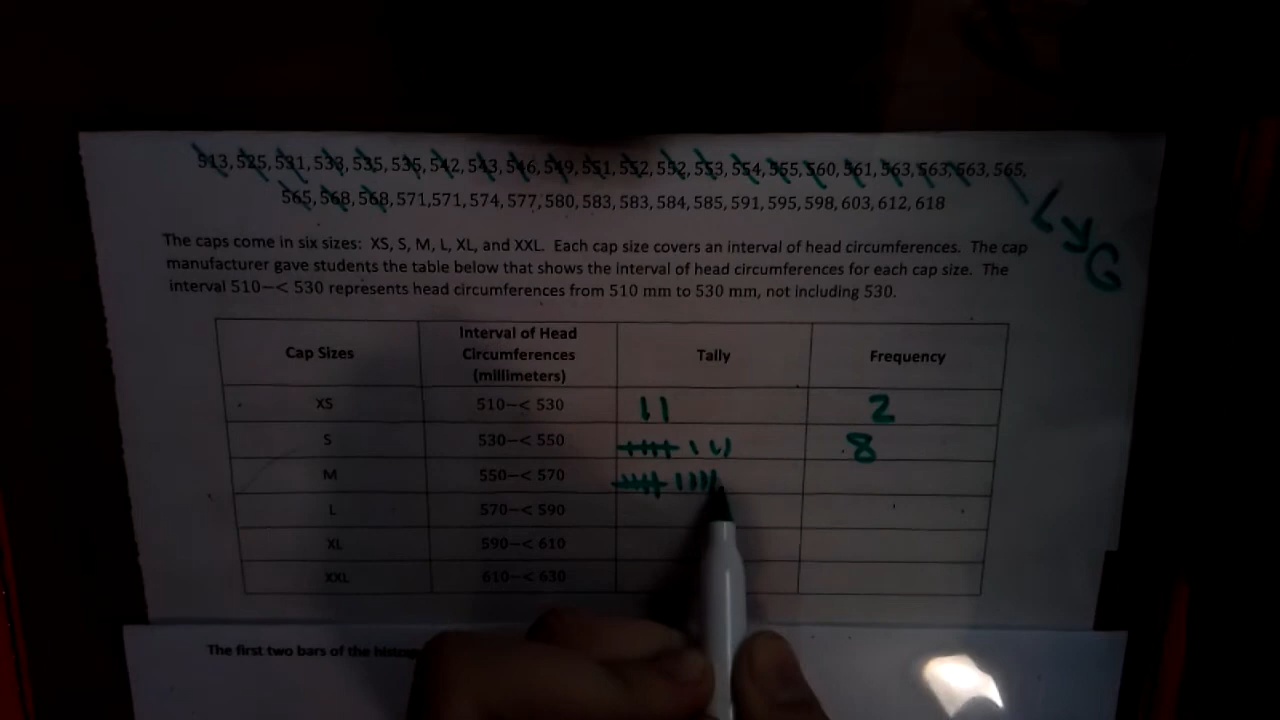 513, 525, 531, 533, 535, 535, 542, 543, 546, 549, 551, 552, 552, 553, 554, 555, 560, 561, 563, 563, 563, 565,
565, 568, 568, 571,571, 574, 577, 580, 583, 583, 584, 585, 591, 595, 598, 603, 612, 618
The caps come in six sizes: XS, S, M, L, XL, and XXL. Each cap size covers an interval of head circumferences. The cap
manufacturer gave students the table below that shows the interval of head circumferences for each cap size. The
interval 510−< 530 represents head circumferences from 510 mm to 530 mm, not including 530.
Cap Sizes
Interval of Head
Circumferences
(millimeters)
Tally
Frequency
XS 510−< 530 2
S 530−< 550 8
M 550−< 570
L 570−< 590
XL 590−< 610
XXL 610−< 630
The first two bars of the